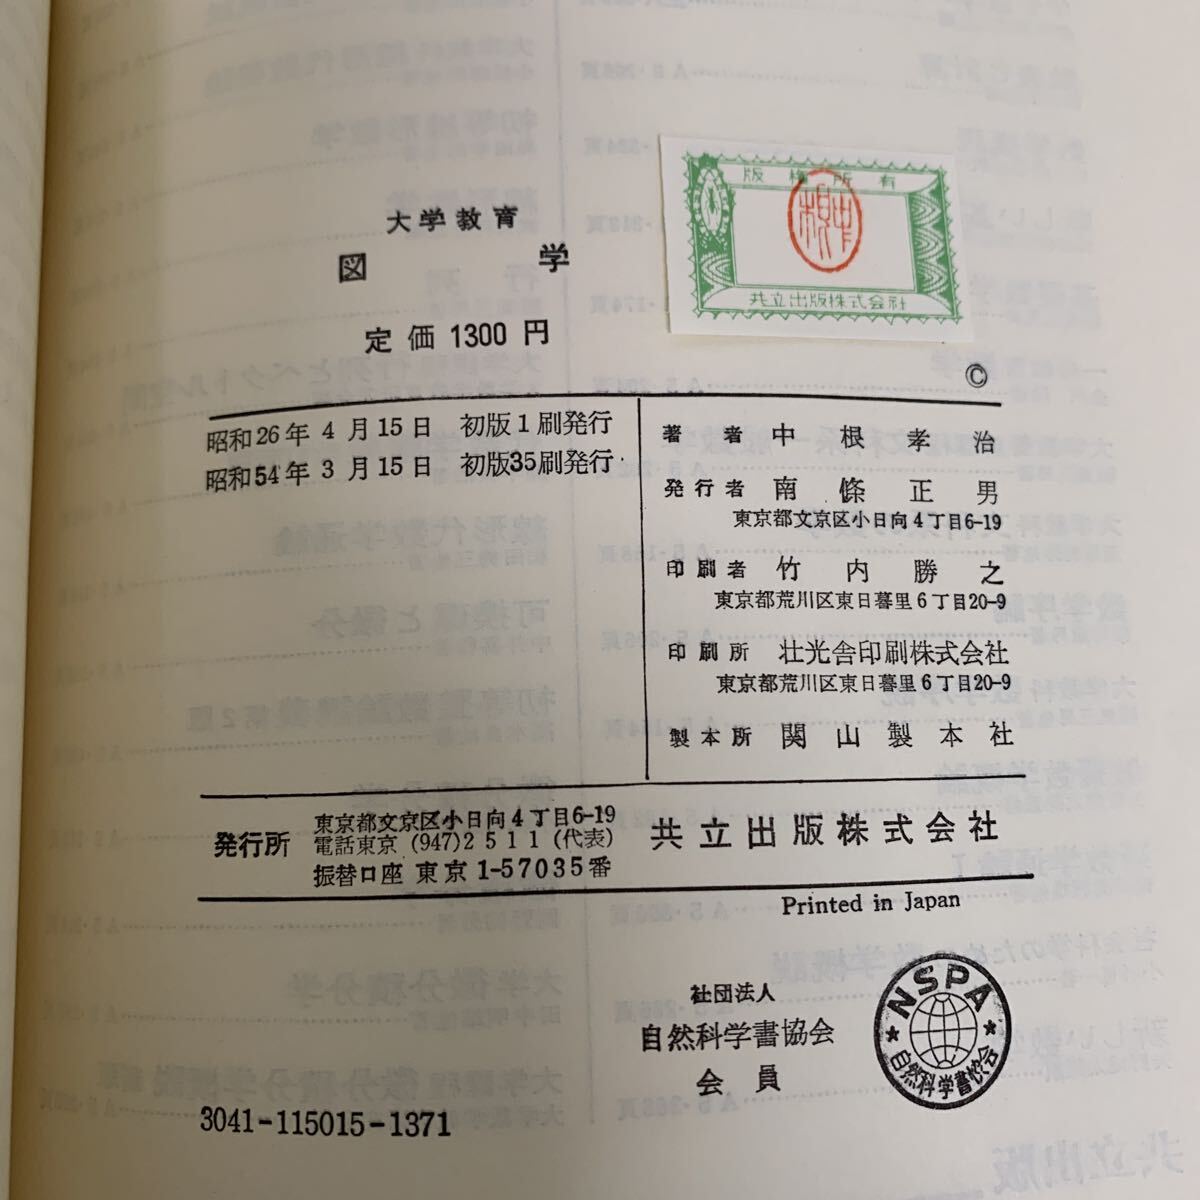 大学教育
図学
定価 1300 円
版権所有
中根
共立出版株式会社
©
昭和26年 4 月 15 日 初版 1 刷発行
昭和54年 3 月 15 日 初版35刷発行
著者 中根孝治
発行者 南條正男
東京都文京区小日向4丁目6-19
印刷者 竹内勝之
東京都荒川区東日暮里6丁目20-9
印刷所 壮光舎印刷株式会社
東京都荒川区東日暮里6丁目20-9
製本所 関山製本社
発行所
東京都文京区小日向4丁目6-19
電話東京 (947) 2511 (代表)
振替口座 東京 1-57035 番
共立出版株式会社
Printed in Japan
社団法人
自然科学書協会
会員
NSPA
自然科学書協会
3041-115015-1371